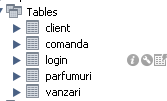 Tables
client
comanda
login
parfumuri
vanzari